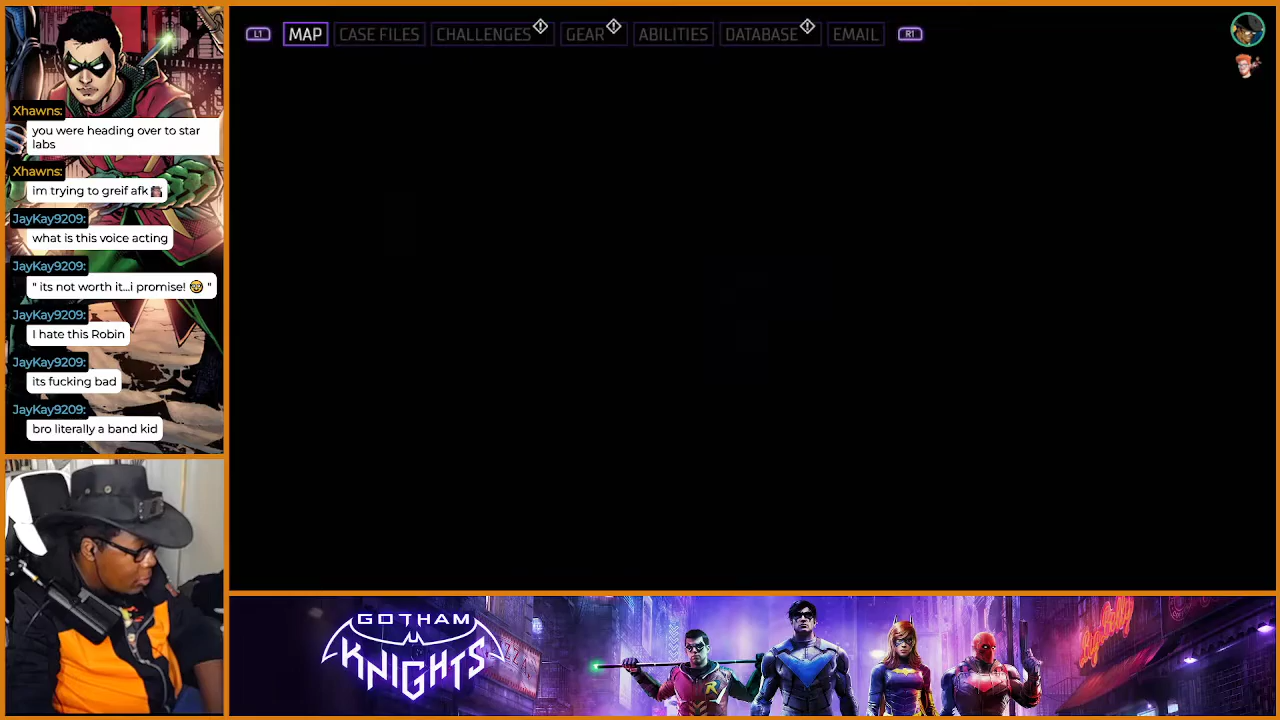 L1 MAP CASE FILES CHALLENGES GEAR ABILITIES DATABASE EMAIL R1
Xhawns:
you were heading over to star
labs
Xhawns:
im trying to greif afk
JayKay9209:
what is this voice acting
JayKay9209:
" its not worth it...i promise! 🤓 "
JayKay9209:
I hate this Robin
JayKay9209:
its fucking bad
JayKay9209:
bro literally a band kid
GOTHAM
KNIGHTS
R